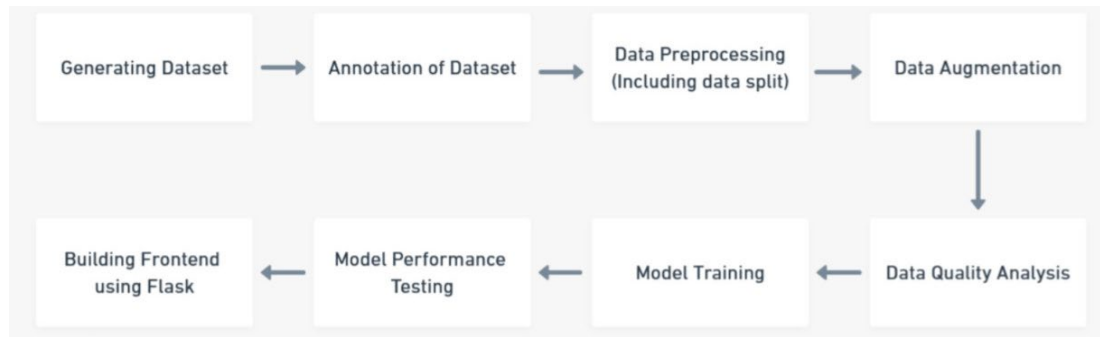 Generating Dataset
Annotation of Dataset
Data Preprocessing
(Including data split)
Data Augmentation
Data Quality Analysis
Model Training
Model Performance
Testing
Building Frontend
using Flask